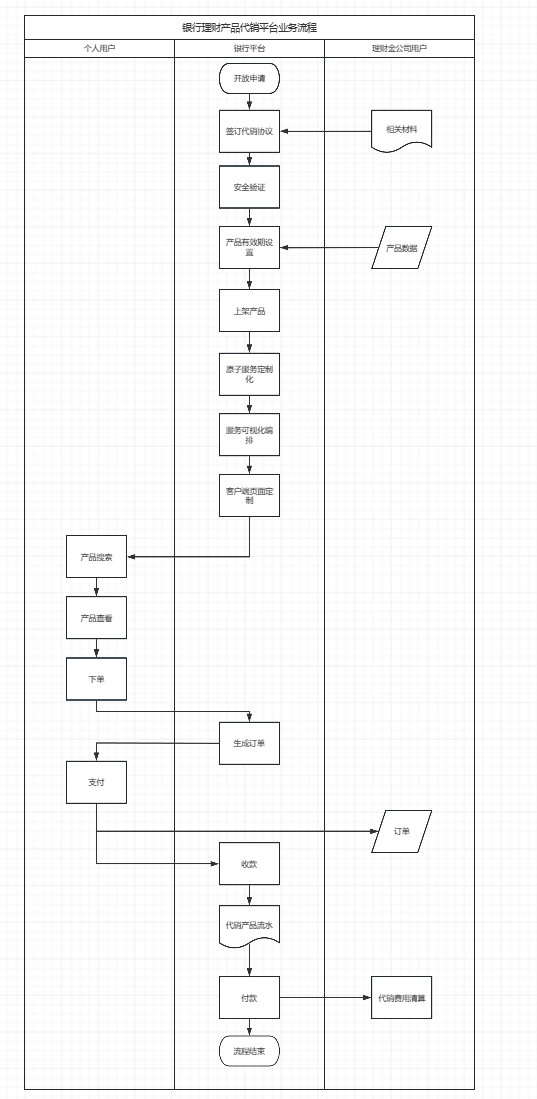 银行理财产品代销平台业务流程
个人用户
银行平台
理财金公司用户
开放申请
签订代销协议
相关材料
安全验证
产品有效期设
置
产品数据
上架产品
原子服务定制
化
服务可视化编
排
客户端页面定
制
产品搜索
产品查看
下单
生成订单
支付
订单
收款
代销产品流水
付款
代销费用清算
流程结束